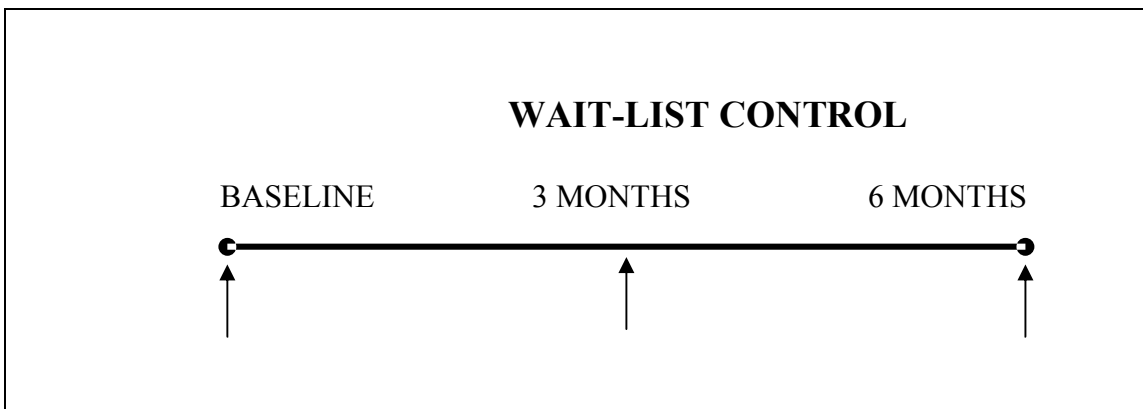 WAIT-LIST CONTROL
BASELINE 3 MONTHS 6 MONTHS